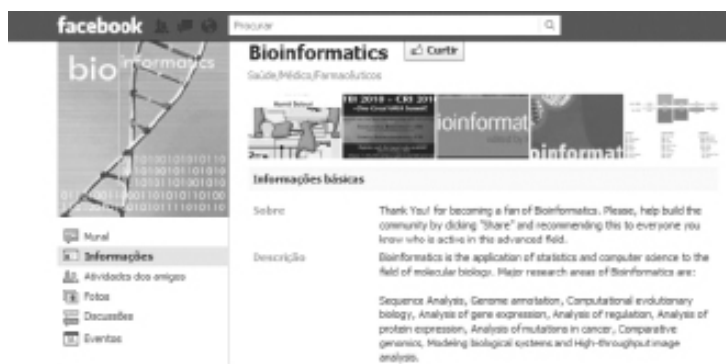 facebook
Procurar
bio informatics
Bioinformatics
Curtir
Saúde/Médico/Farmacêuticos
ioinformat
bioinformat
01010101010110
Informações básicas
Sobre
Thank You! for becoming a fan of Bioinformatics. Please, help build the
community by clicking "Share" and recommending this to everyone you
know who is active in this advanced field.
Descrição
Bioinformatics is the application of statistics and computer science to the
field of molecular biology. Major research areas of Bioinformatics are:
Sequence Analysis, Genome annotation, Computational evolutionary
biology, Analysis of gene expression, Analysis of regulation, Analysis of
protein expression, Analysis of mutations in cancer, Comparative
genomics, Modeling biological systems and High-throughput image
analysis.
Mural
Informações
Atividades dos amigos
Fotos
Discussões
Eventos